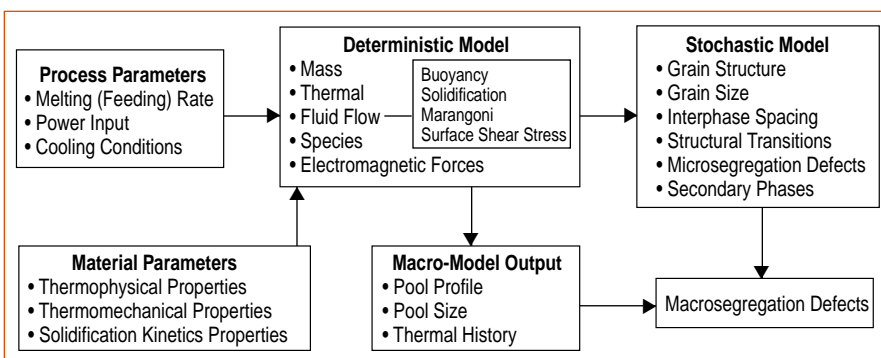 Process Parameters
• Melting (Feeding) Rate
• Power Input
• Cooling Conditions
Deterministic Model
• Mass
• Thermal
• Fluid Flow
• Species
• Electromagnetic Forces
Buoyancy
Solidification
Marangoni
Surface Shear Stress
Stochastic Model
• Grain Structure
• Grain Size
• Interphase Spacing
• Structural Transitions
• Microsegregation Defects
• Secondary Phases
Material Parameters
• Thermophysical Properties
• Thermomechanical Properties
• Solidification Kinetics Properties
Macro-Model Output
• Pool Profile
• Pool Size
• Thermal History
Macrosegregation Defects